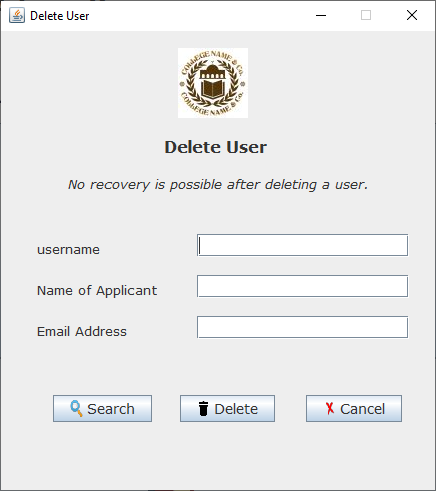 Delete User
COLLEGE NAME & Co.
COLLEGE NAME & Co.
Delete User
No recovery is possible after deleting a user.
username
Name of Applicant
Email Address
Search Delete Cancel